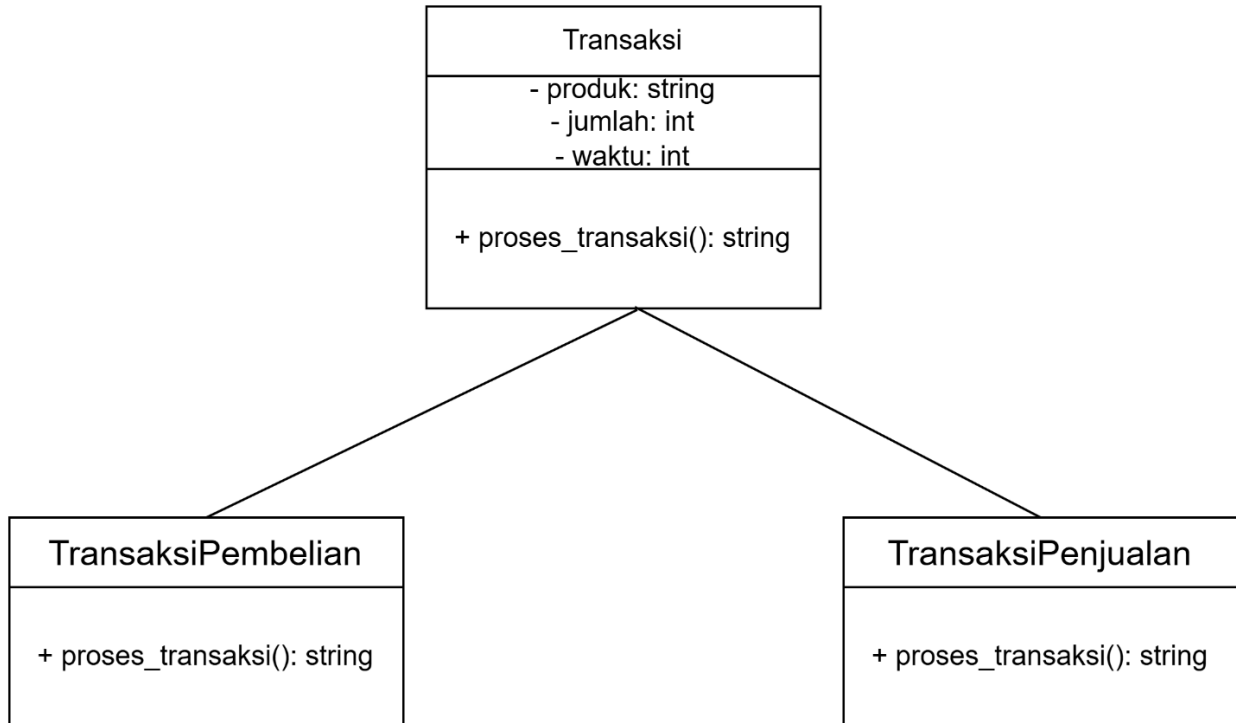 Transaksi
- produk: string
- jumlah: int
- waktu: int
+ proses_transaksi(): string
TransaksiPembelian
+ proses_transaksi(): string
TransaksiPenjualan
+ proses_transaksi(): string